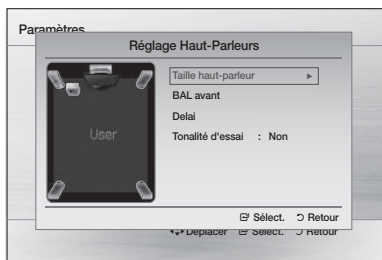 Paramètres
Réglage Haut-Parleurs
Taille haut-parleur ►
BAL avant
Delai
Tonalité d'essai : Non
User
Sélect. Retour
Déplacer Sélect. Retour